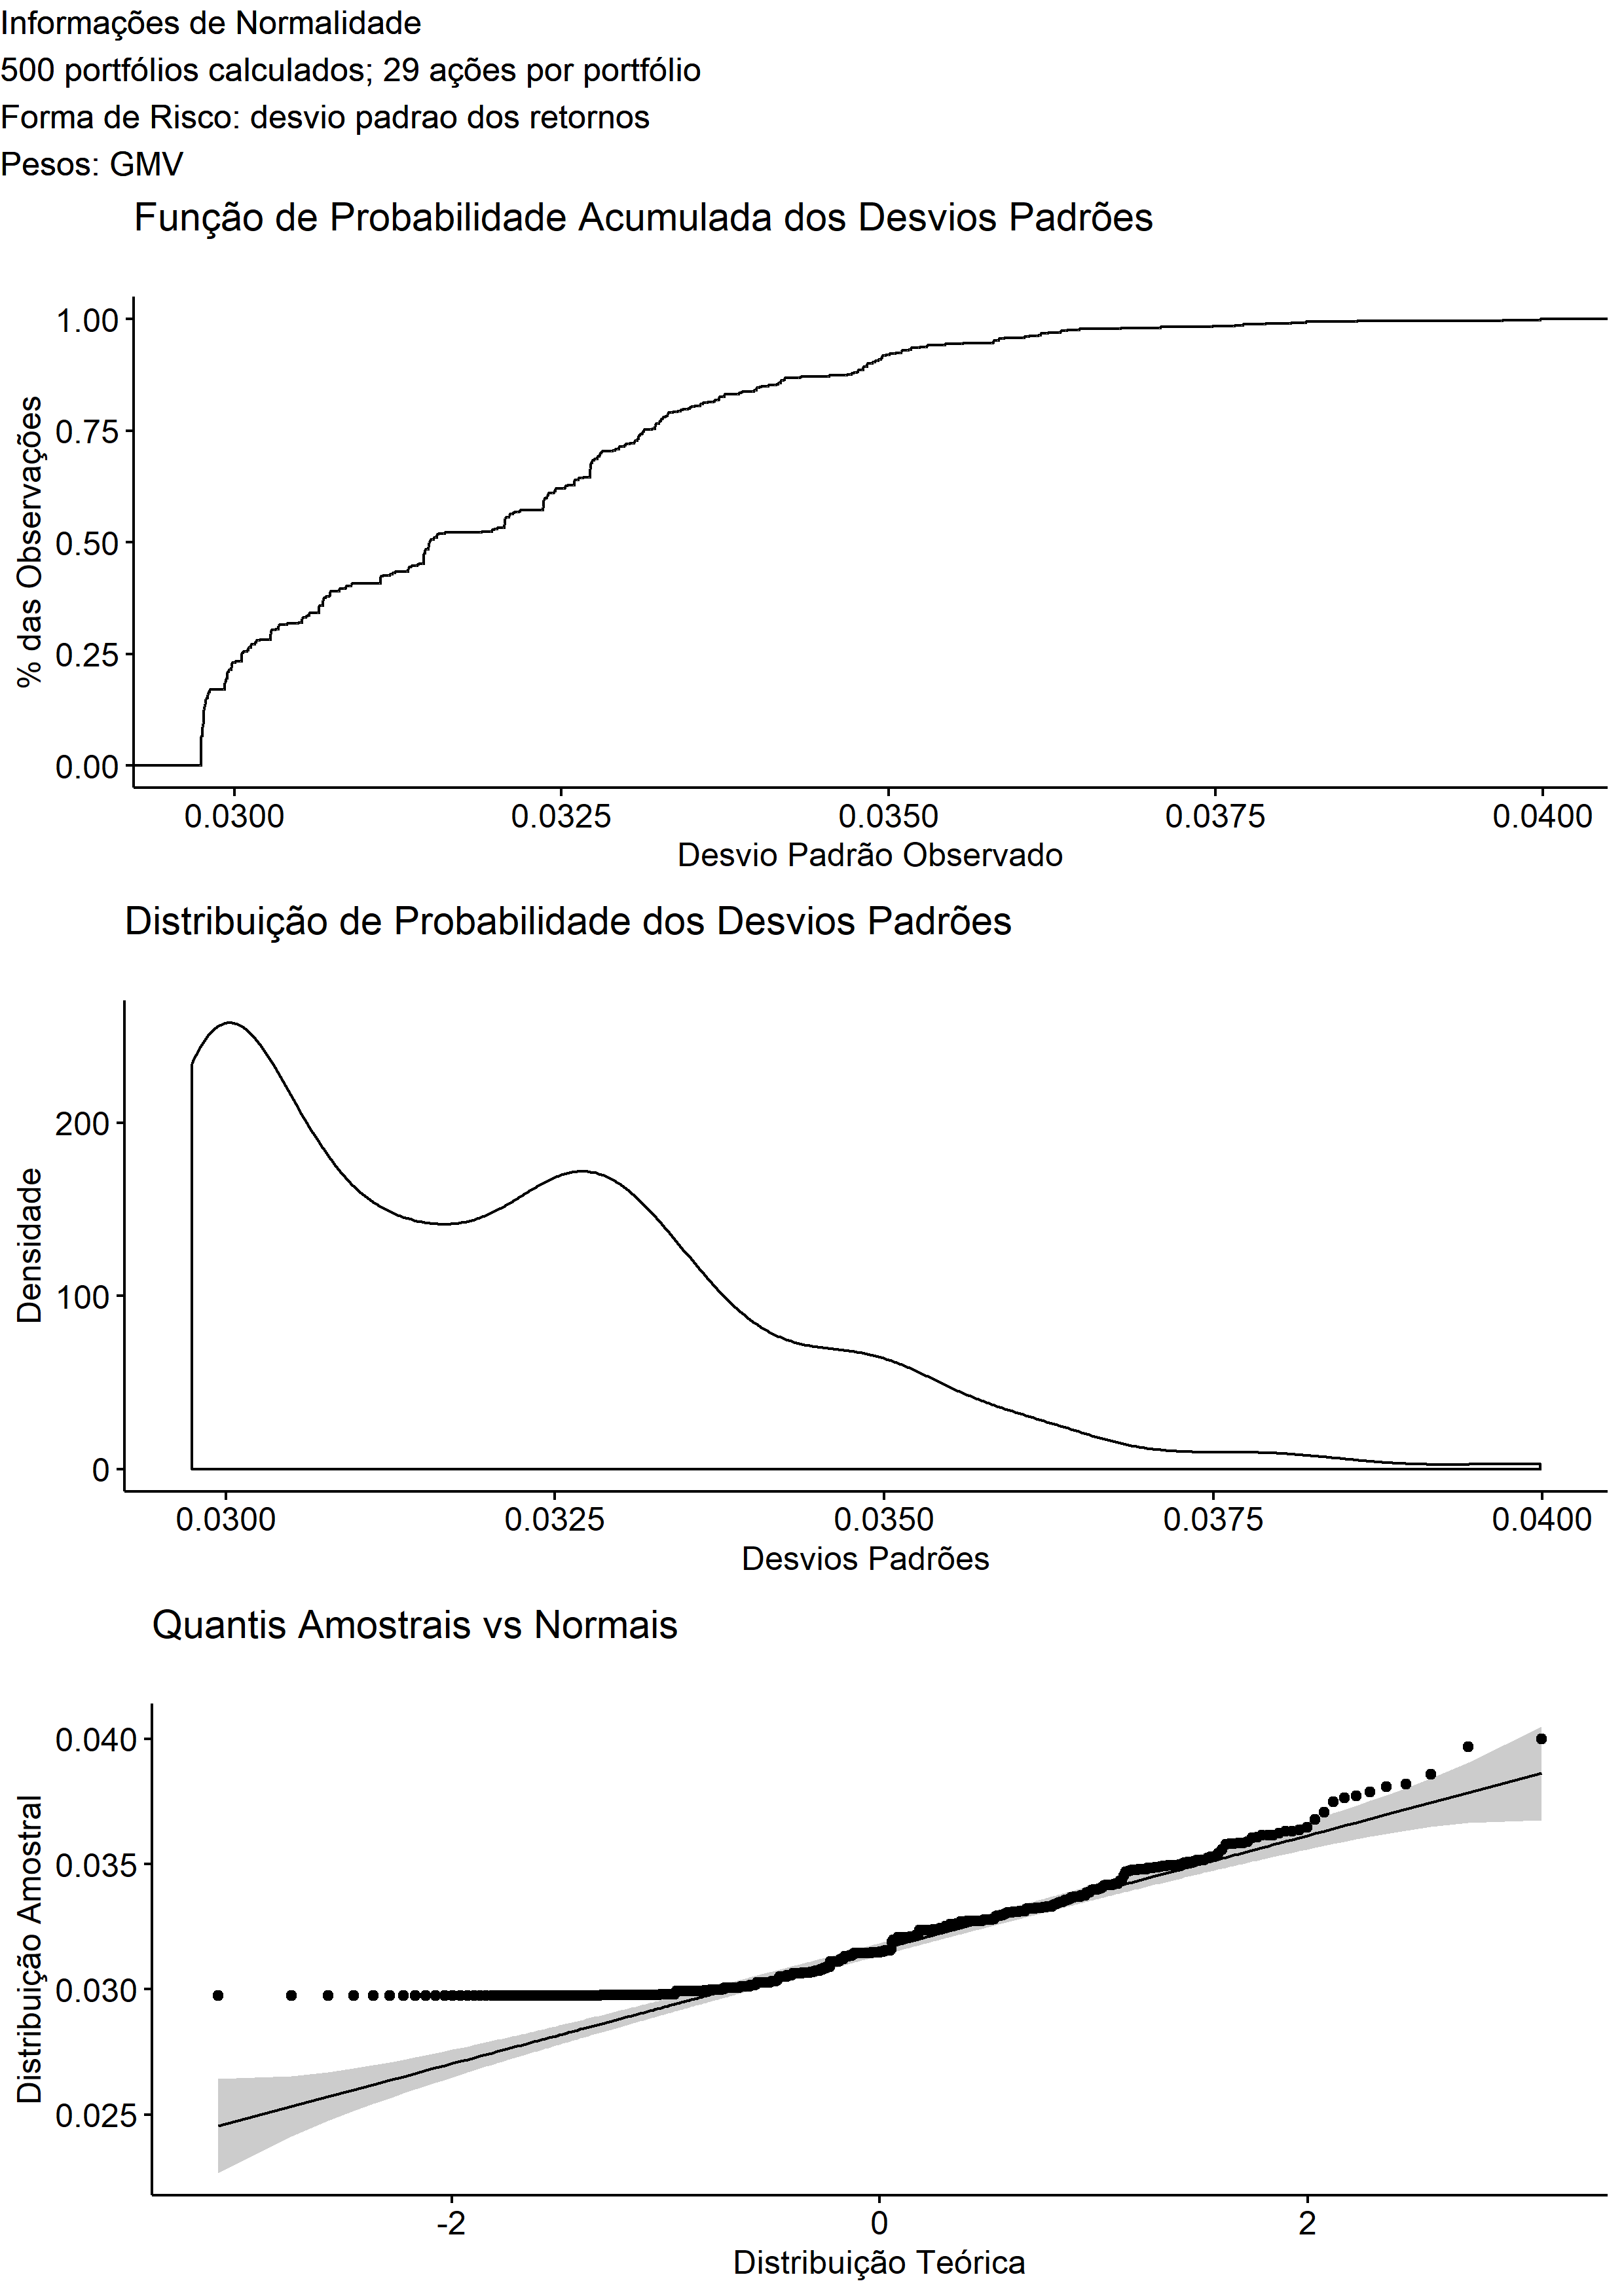 Informações de Normalidade
500 portfólios calculados; 29 ações por portfólio
Forma de Risco: desvio padrao dos retornos
Pesos: GMV
Função de Probabilidade Acumulada dos Desvios Padrões
% das Observações
1.00
0.75
0.50
0.25
0.00
0.0300 0.0325 0.0350 0.0375 0.0400
Desvio Padrão Observado
Distribuição de Probabilidade dos Desvios Padrões
Densidade
200
100
0
0.0300 0.0325 0.0350 0.0375 0.0400
Desvios Padrões
Quantis Amostrais vs Normais
Distribuição Amostral
0.040
0.035
0.030
0.025
-2 0 2
Distribuição Teórica